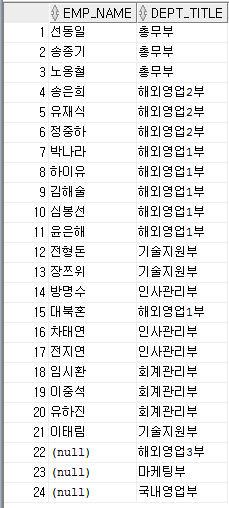 EMP_NAME DEPT_TITLE
1 선동일 총무부
2 송종기 총무부
3 노옹철 총무부
4 송은희 해외영업2부
5 유재식 해외영업2부
6 정중하 해외영업2부
7 박나라 해외영업1부
8 하이유 해외영업1부
9 김해술 해외영업1부
10 심봉선 해외영업1부
11 윤은해 해외영업1부
12 전형돈 기술지원부
13 장쯔위 기술지원부
14 방명수 인사관리부
15 대북혼 해외영업1부
16 차태연 인사관리부
17 전지연 인사관리부
18 임시환 회계관리부
19 이중석 회계관리부
20 유하진 회계관리부
21 이태림 기술지원부
22 (null) 해외영업3부
23 (null) 마케팅부
24 (null) 국내영업부